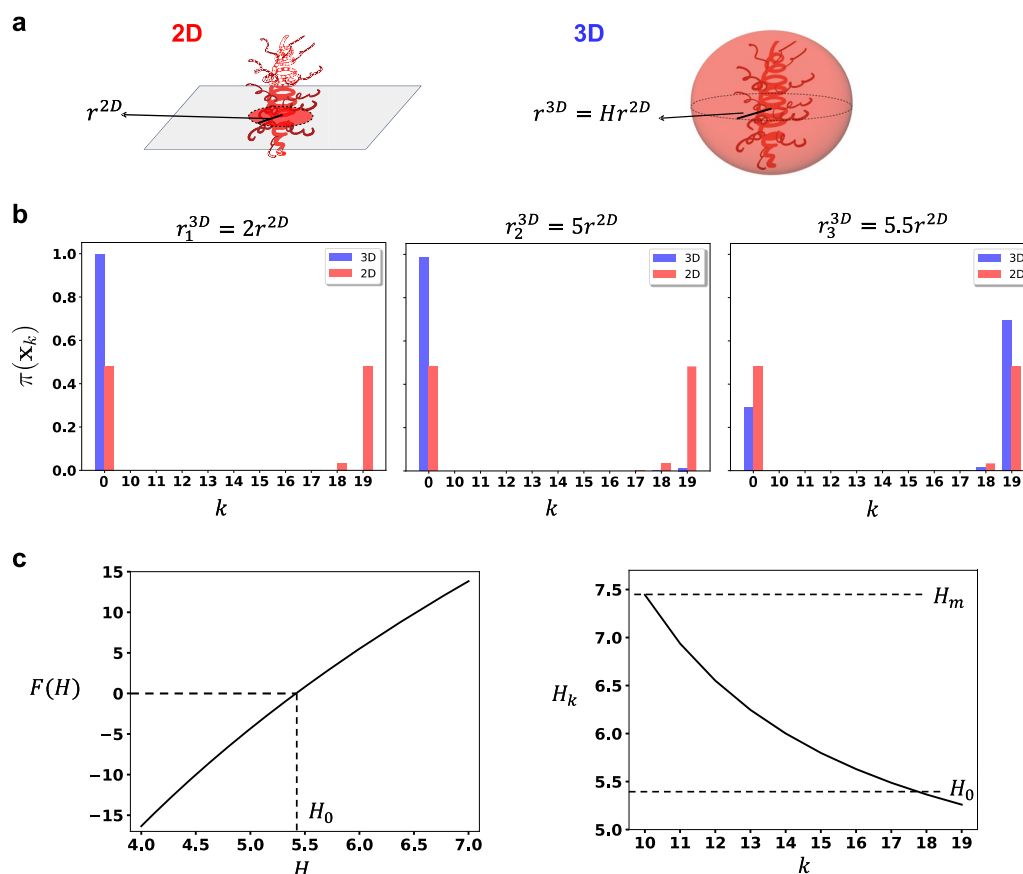 a
2D
3D
r^{2D}
r^{3D} = Hr^{2D}
b
r_1^{3D} = 2r^{2D}
r_2^{3D} = 5r^{2D}
r_3^{3D} = 5.5r^{2D}
3D
2D
3D
2D
3D
2D
π(x_k)
1.0
0.8
0.6
0.4
0.2
0.0
0 10 11 12 13 14 15 16 17 18 19
0 10 11 12 13 14 15 16 17 18 19
0 10 11 12 13 14 15 16 17 18 19
k
k
k
c
F(H)
15
10
5
0
−5
−10
−15
H_0
4.0 4.5 5.0 5.5 6.0 6.5 7.0
H
H_k
7.5
7.0
6.5
6.0
5.5
5.0
H_m
H_0
10 11 12 13 14 15 16 17 18 19
k